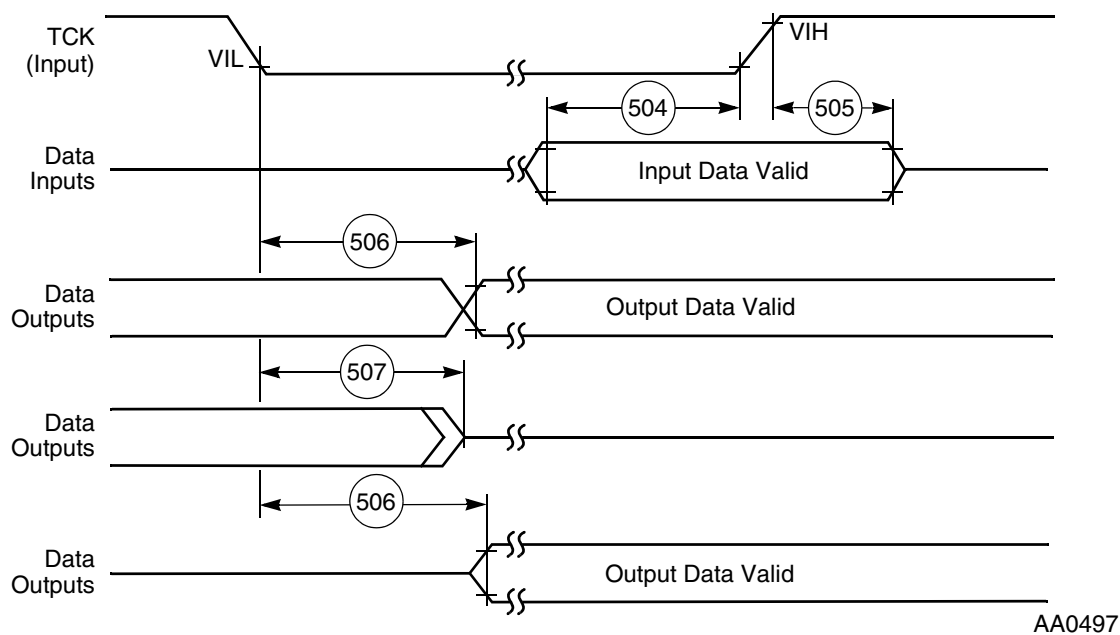 TCK
(Input)
VIL
VIH
504
505
Data
Inputs
Input Data Valid
506
Data
Outputs
Output Data Valid
507
Data
Outputs
506
Data
Outputs
Output Data Valid
AA0497